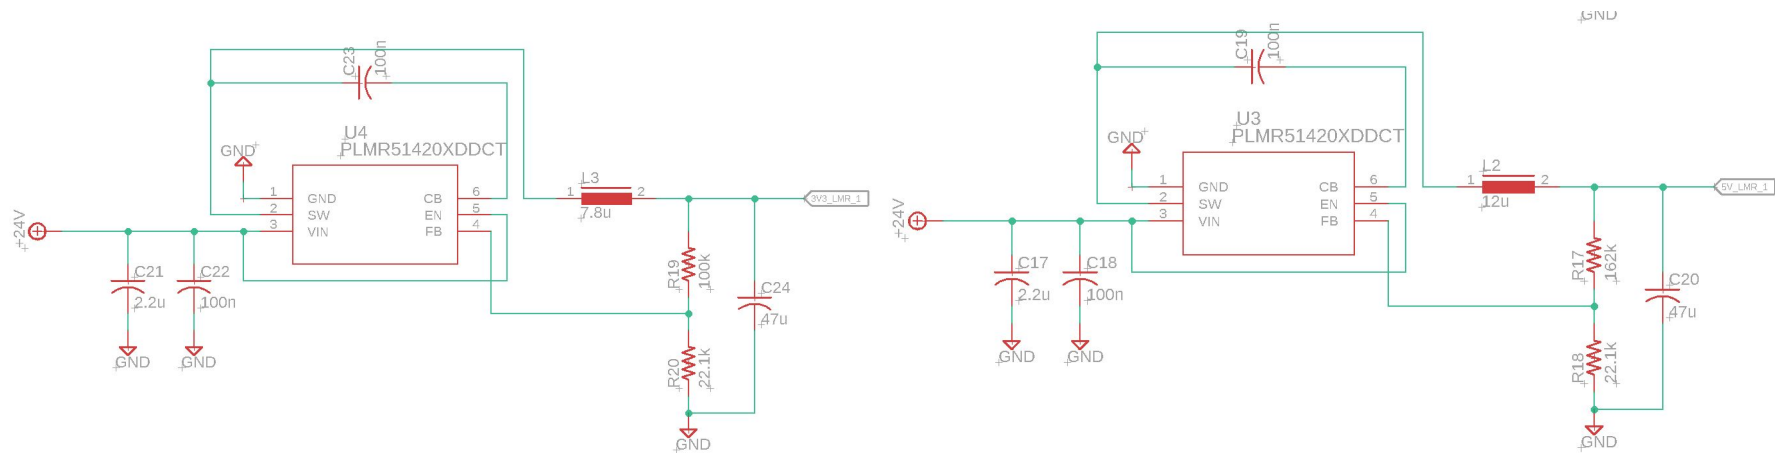 C23
100n
GND
U4
PLMR51420XDDCT
1
GND
CB
6
2
SW
EN
5
3
VIN
FB
4
+24V
C21
2.2u
C22
100n
GND
GND
L3
1
2
7.8u
3V3_LMR_1
R19
100k
C24
47u
R20
22.1k
GND
GND
C19
100n
GND
U3
PLMR51420XDDCT
1
GND
CB
6
2
SW
EN
5
3
VIN
FB
4
+24V
C17
2.2u
C18
100n
GND
GND
L2
1
2
12u
5V_LMR_1
R17
162k
C20
47u
R18
22.1k
GND